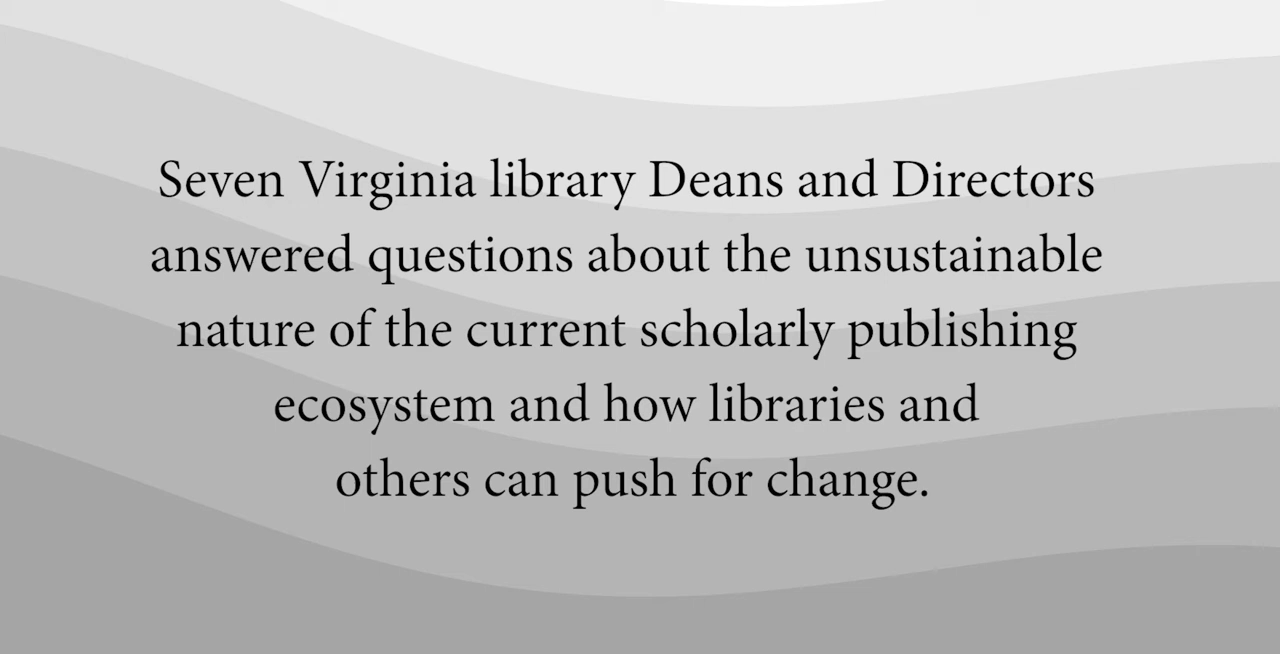 Seven Virginia library Deans and Directors
answered questions about the unsustainable
nature of the current scholarly publishing
ecosystem and how libraries and
others can push for change.